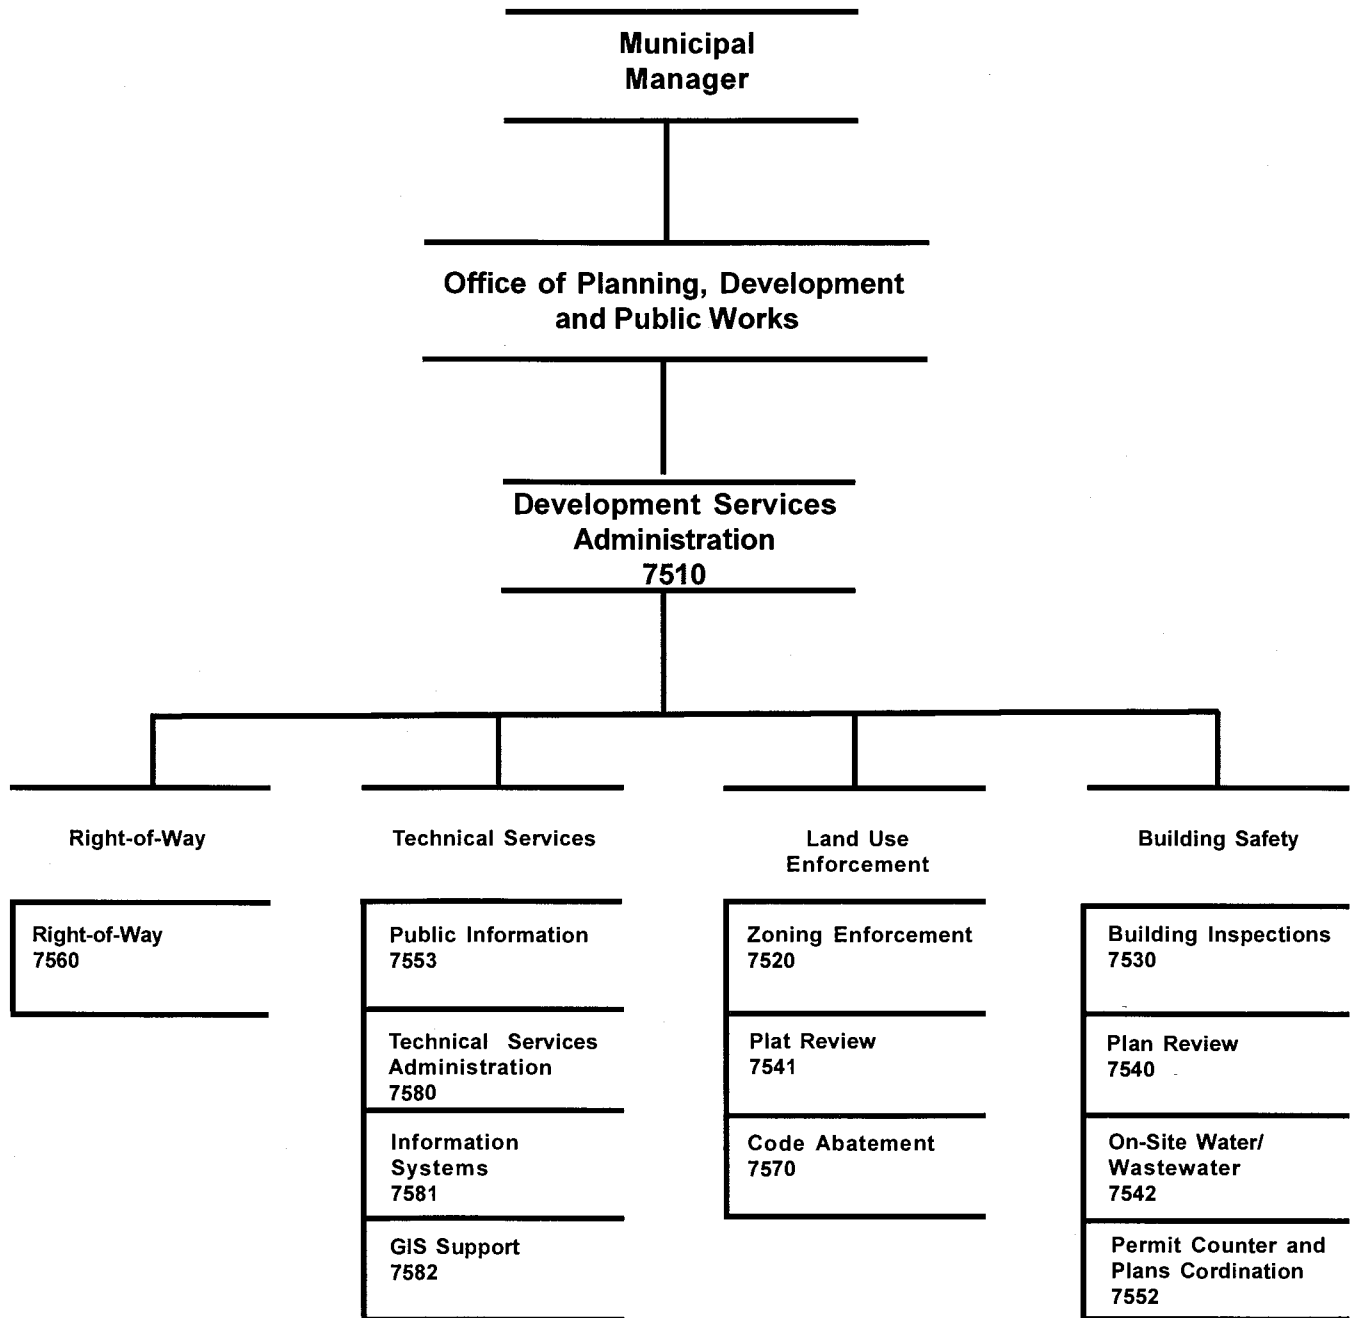 Municipal
Manager
Office of Planning, Development
and Public Works
Development Services
Administration
7510
Right-of-Way
Right-of-Way
7560
Technical Services
Public Information
7553
Technical Services
Administration
7580
Information
Systems
7581
GIS Support
7582
Land Use
Enforcement
Zoning Enforcement
7520
Plat Review
7541
Code Abatement
7570
Building Safety
Building Inspections
7530
Plan Review
7540
On-Site Water/
Wastewater
7542
Permit Counter and
Plans Cordination
7552